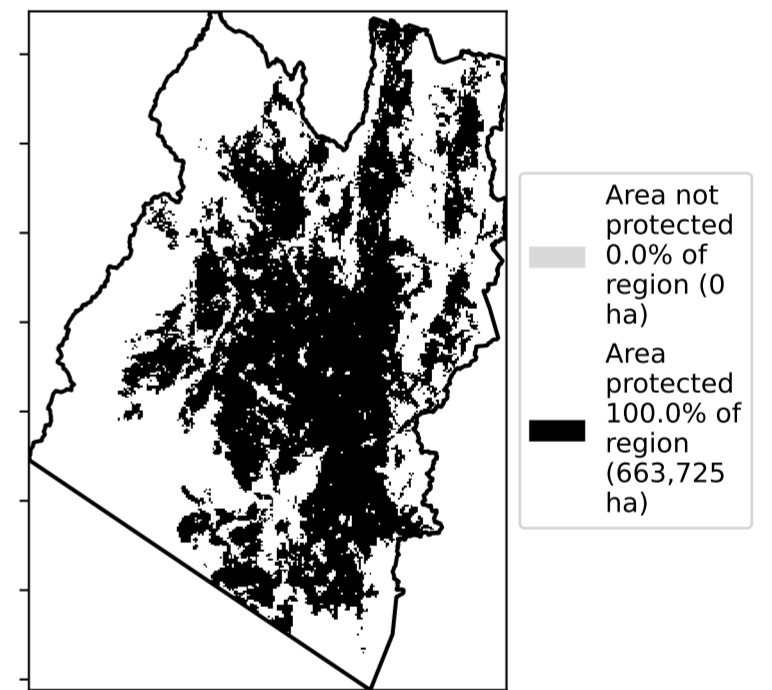 Area not
protected
0.0% of
region (0
ha)
Area
protected
100.0% of
region
(663,725
ha)